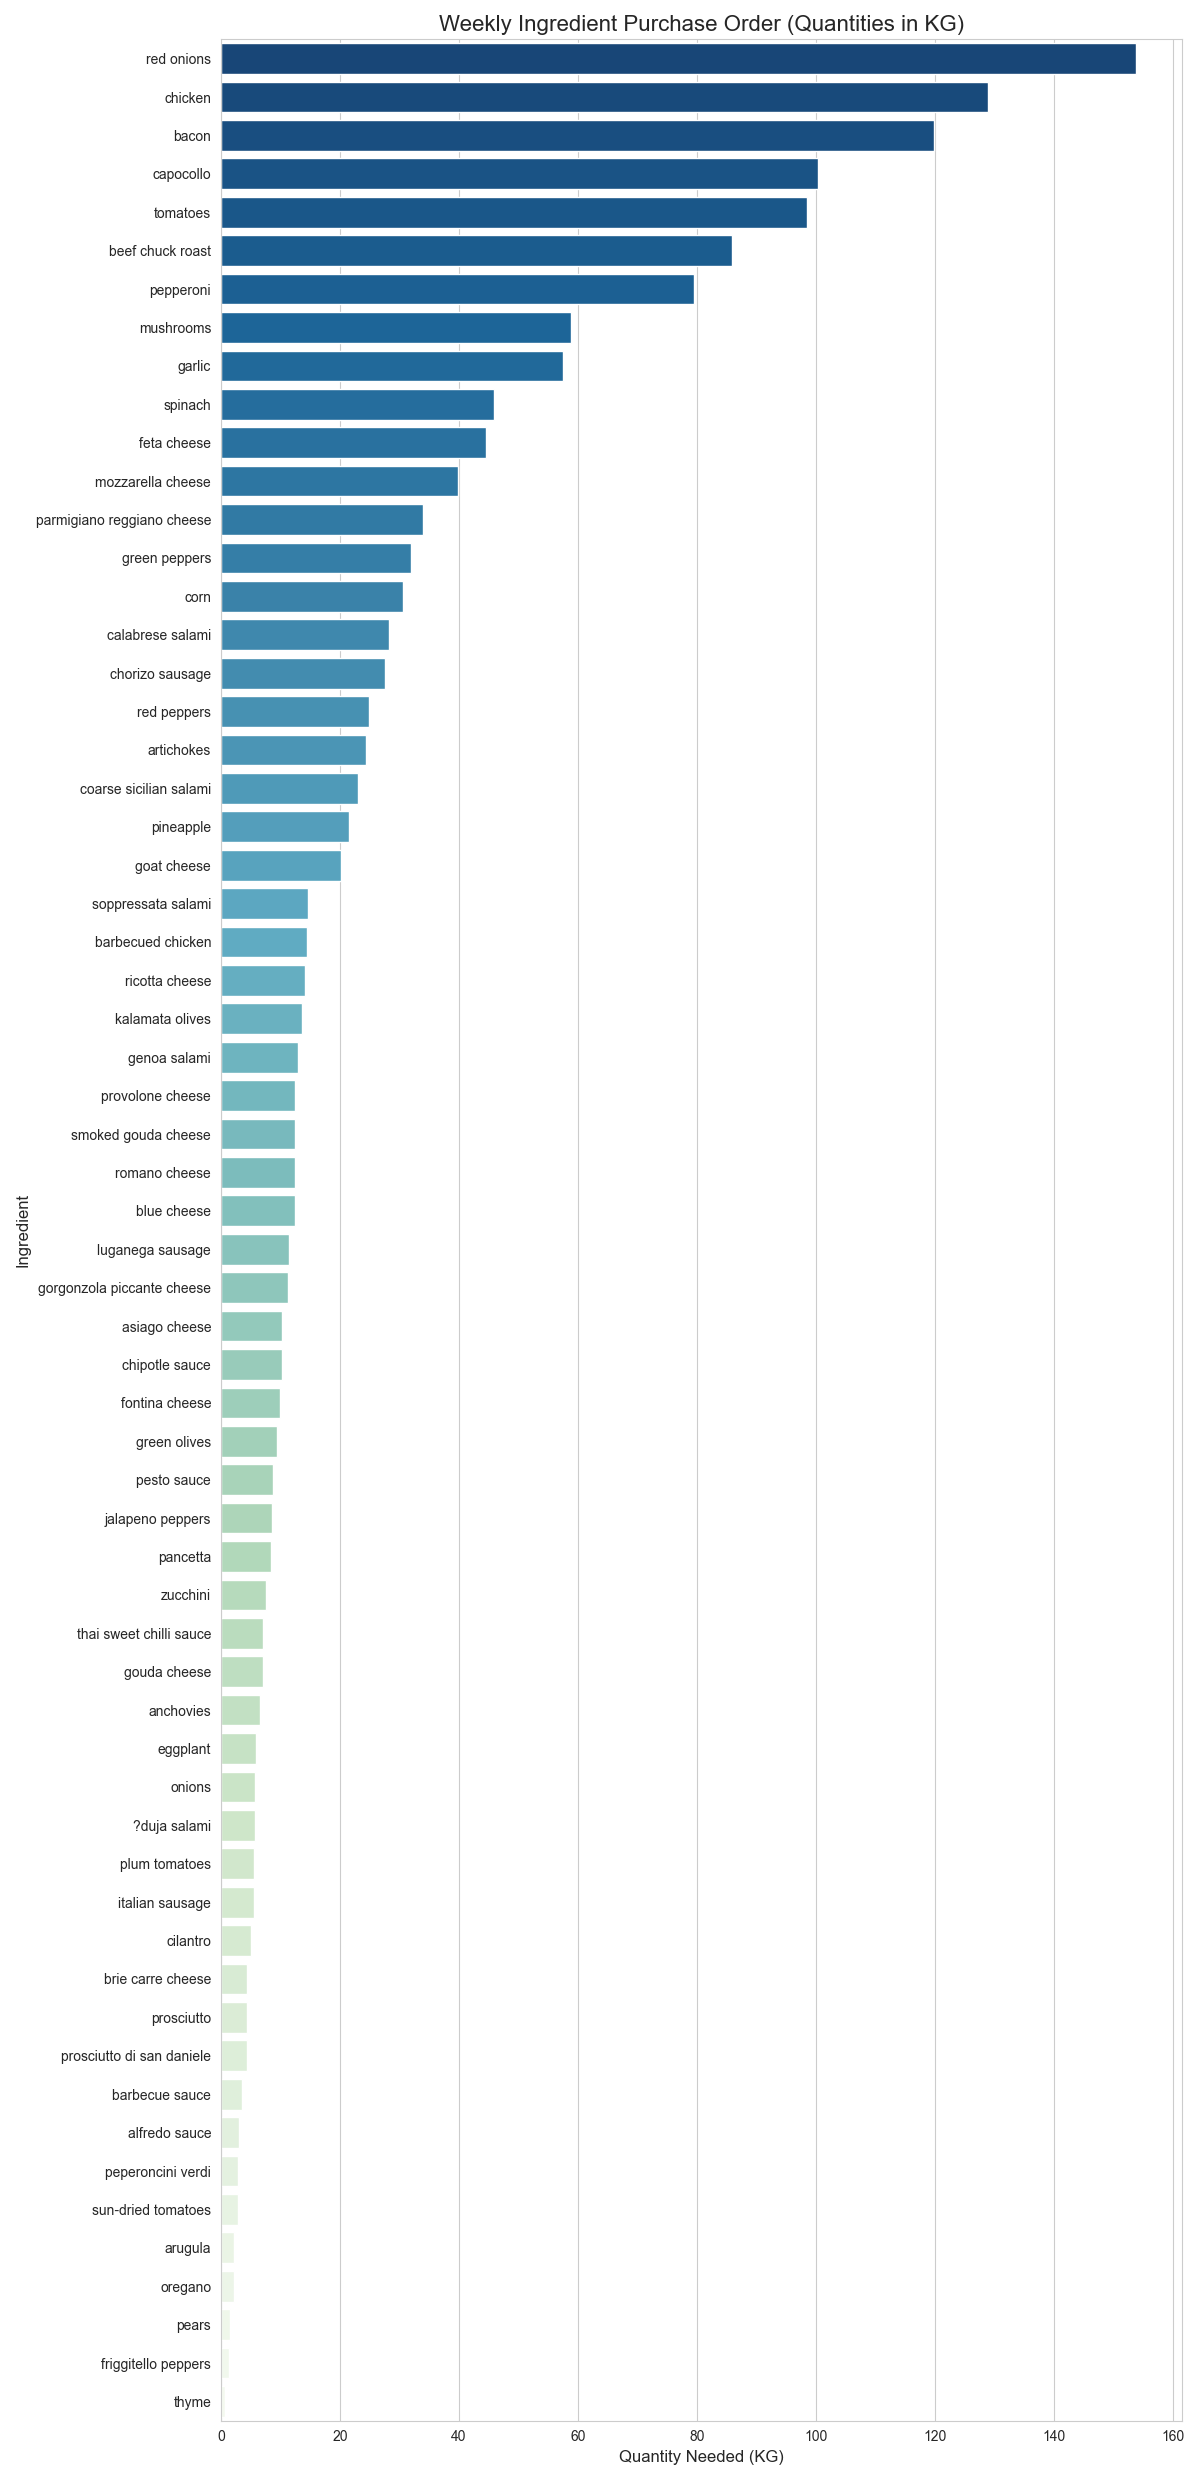 Weekly Ingredient Purchase Order (Quantities in KG)
red onions
chicken
bacon
capocollo
tomatoes
beef chuck roast
pepperoni
mushrooms
garlic
spinach
feta cheese
mozzarella cheese
parmigiano reggiano cheese
green peppers
corn
calabrese salami
chorizo sausage
red peppers
artichokes
coarse sicilian salami
pineapple
goat cheese
soppressata salami
barbecued chicken
ricotta cheese
kalamata olives
genoa salami
provolone cheese
smoked gouda cheese
romano cheese
blue cheese
luganega sausage
gorgonzola piccante cheese
asiago cheese
chipotle sauce
fontina cheese
green olives
pesto sauce
jalapeno peppers
pancetta
zucchini
thai sweet chilli sauce
gouda cheese
anchovies
eggplant
onions
?duja salami
plum tomatoes
italian sausage
cilantro
brie carre cheese
prosciutto
prosciutto di san daniele
barbecue sauce
alfredo sauce
peperoncini verdi
sun-dried tomatoes
arugula
oregano
pears
friggitello peppers
thyme
Ingredient
0 20 40 60 80 100 120 140 160
Quantity Needed (KG)